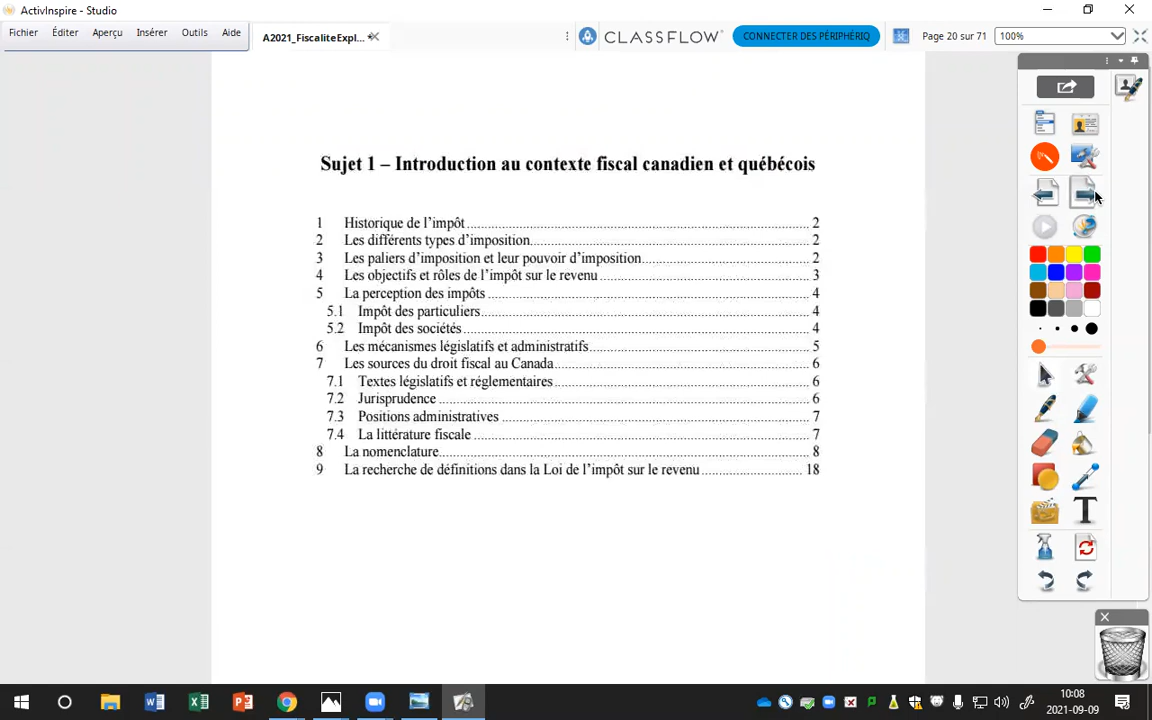 ActivInspire - Studio
Fichier Éditer Aperçu Insérer Outils Aide
A2021_FiscaliteExpl...
CLASSFLOW
CONNECTER DES PÉRIPHÉRIQ
Page 20 sur 71
100%
Sujet 1 – Introduction au contexte fiscal canadien et québécois
1 Historique de l'impôt 2
2 Les différents types d'imposition 2
3 Les paliers d'imposition et leur pouvoir d'imposition 2
4 Les objectifs et rôles de l'impôt sur le revenu 3
5 La perception des impôts 4
5.1 Impôt des particuliers 4
5.2 Impôt des sociétés 4
6 Les mécanismes législatifs et administratifs 5
7 Les sources du droit fiscal au Canada 6
7.1 Textes législatifs et réglementaires 6
7.2 Jurisprudence 6
7.3 Positions administratives 7
7.4 La littérature fiscale 7
8 La nomenclature 8
9 La recherche de définitions dans la Loi de l'impôt sur le revenu 18
10:08
2021-09-09